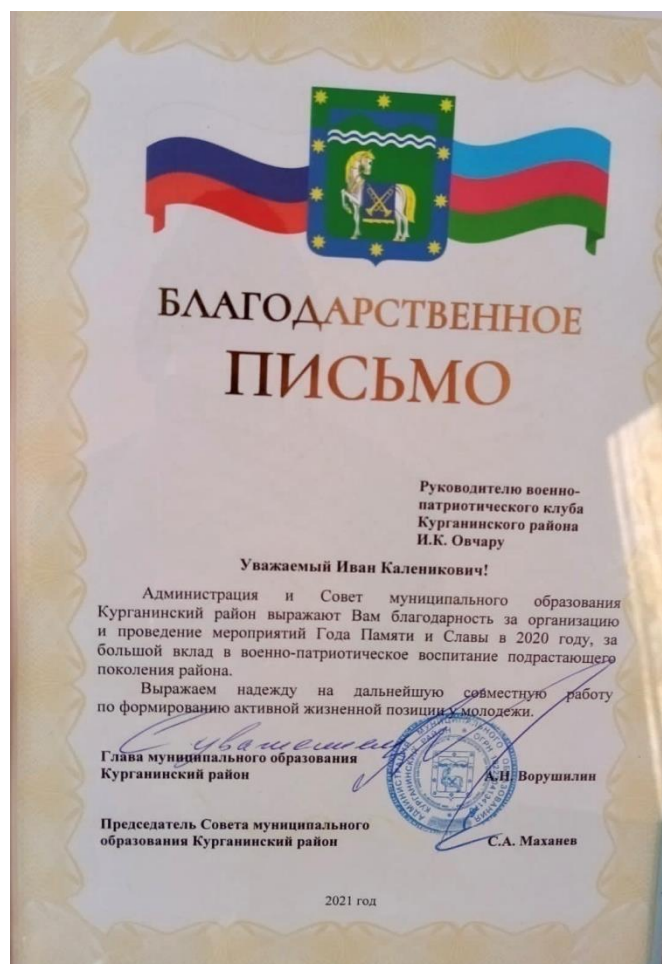 БЛАГОДАРСТВЕННОЕ
ПИСЬМО
Руководителю военно-
патриотического клуба
Курганинского района
И.К. Овчару
Уважаемый Иван Каленикович!
Администрация и Совет муниципального образования
Курганинский район выражают Вам благодарность за организацию
и проведение мероприятий Года Памяти и Славы в 2020 году, за
большой вклад в военно-патриотическое воспитание подрастающего
поколения района.
Выражаем надежду на дальнейшую совместную работу
по формированию активной жизненной позиции у молодежи.
С уважением
Глава муниципального образования
Курганинский район
А.Н. Ворушилин
Председатель Совета муниципального
образования Курганинский район
С.А. Маханев
2021 год